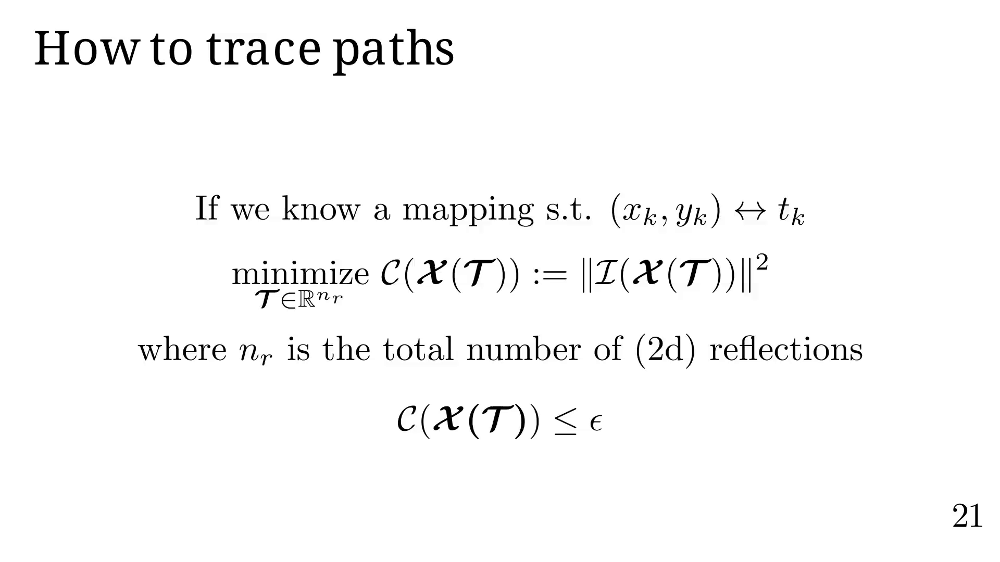 How to trace paths
If we know a mapping s.t. $(x_k, y_k) \leftrightarrow t_k$
$\underset{\boldsymbol{\mathcal{T}} \in \mathbb{R}^{n_r}}{\text{minimize}} \; \mathcal{C}(\boldsymbol{\mathcal{X}}(\boldsymbol{\mathcal{T}})) := \|\mathcal{I}(\boldsymbol{\mathcal{X}}(\boldsymbol{\mathcal{T}}))\|^2$
where $n_r$ is the total number of (2d) reflections
$\mathcal{C}(\boldsymbol{\mathcal{X}(\mathcal{T})}) \leq \epsilon$
21